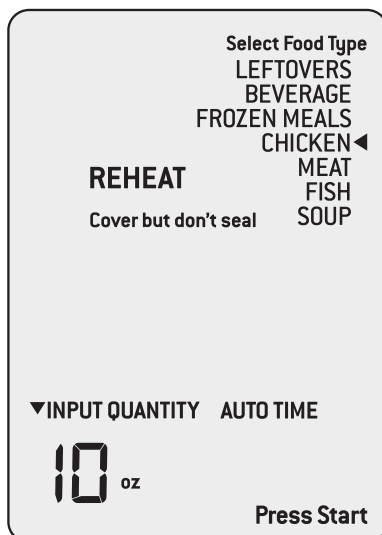 Select Food Type
LEFTOVERS
BEVERAGE
FROZEN MEALS
CHICKEN◄
MEAT
REHEAT
FISH
Cover but don't seal
SOUP
▼INPUT QUANTITY AUTO TIME
10 oz
Press Start